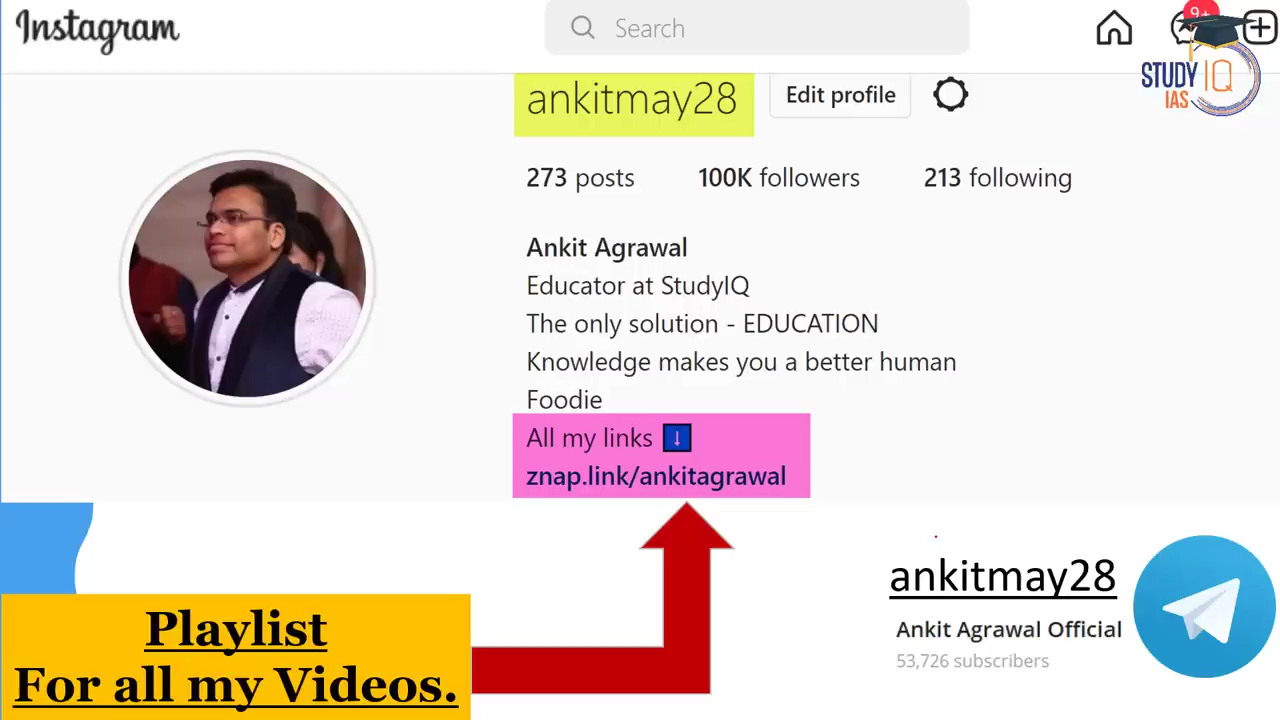 Instagram
Search
9+
STUDY IQ
IAS
ankitmay28
Edit profile
273 posts 100K followers 213 following
Ankit Agrawal
Educator at StudyIQ
The only solution - EDUCATION
Knowledge makes you a better human
Foodie
All my links
znap.link/ankitagrawal
Playlist
For all my Videos.
ankitmay28
Ankit Agrawal Official
53,726 subscribers